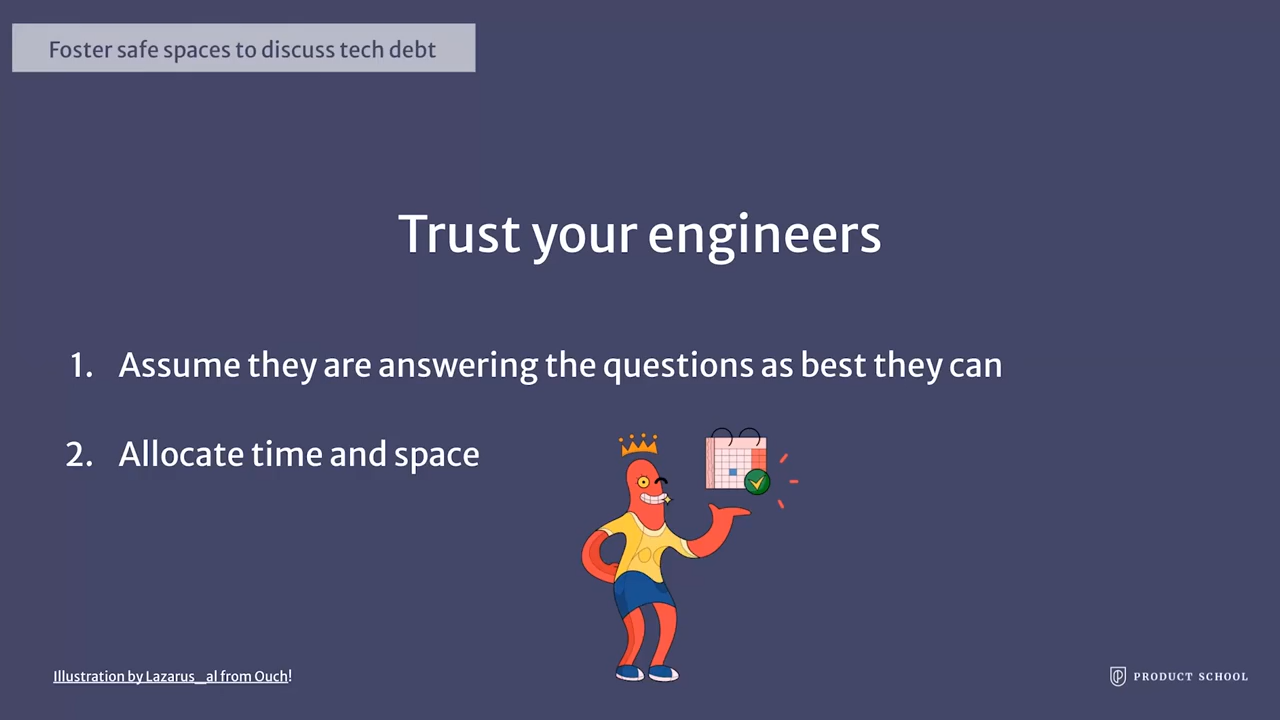 Foster safe spaces to discuss tech debt
Trust your engineers
1. Assume they are answering the questions as best they can
2. Allocate time and space
Illustration by Lazarus_al from Ouch!
PRODUCT SCHOOL